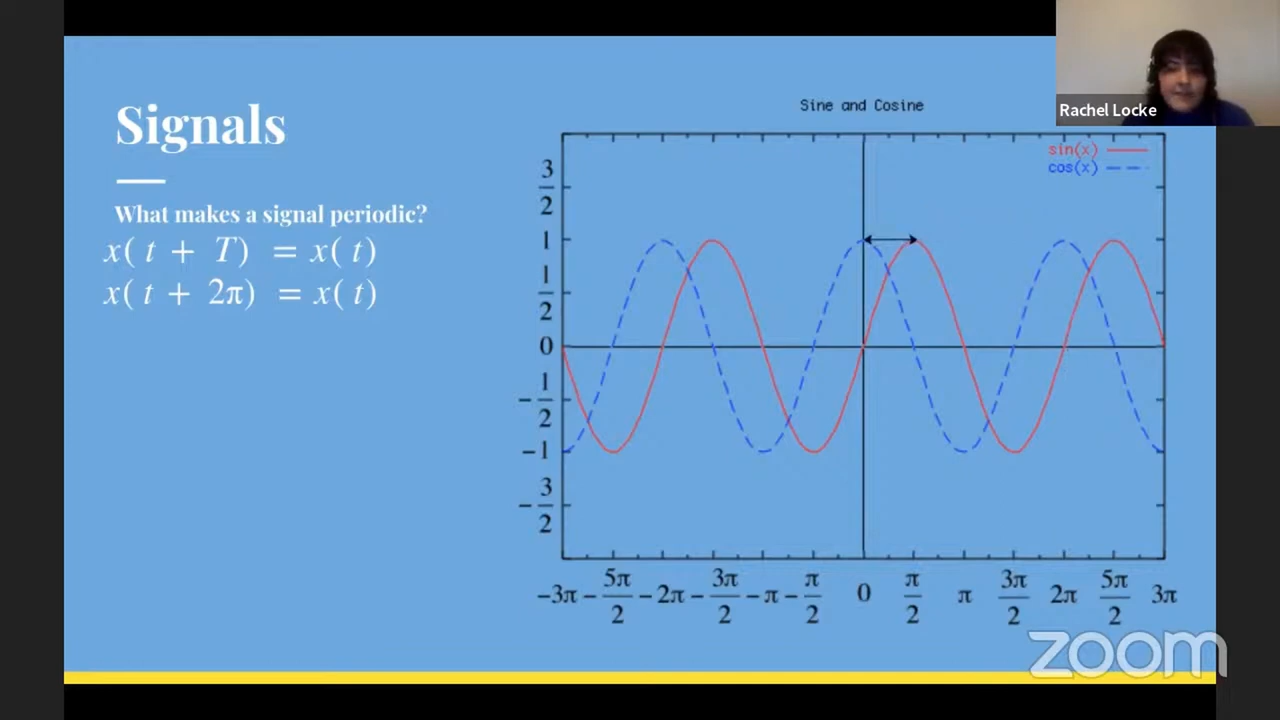 Signals
What makes a signal periodic?
x( t + T) = x( t)
x( t + 2π) = x( t)
Rachel Locke
Sine and Cosine
sin(x)
cos(x)
3/2
1
1/2
0
−1/2
−1
−3/2
−3π −5π/2 −2π −3π/2 −π −π/2 0 π/2 π 3π/2 2π 5π/2 3π
zoom